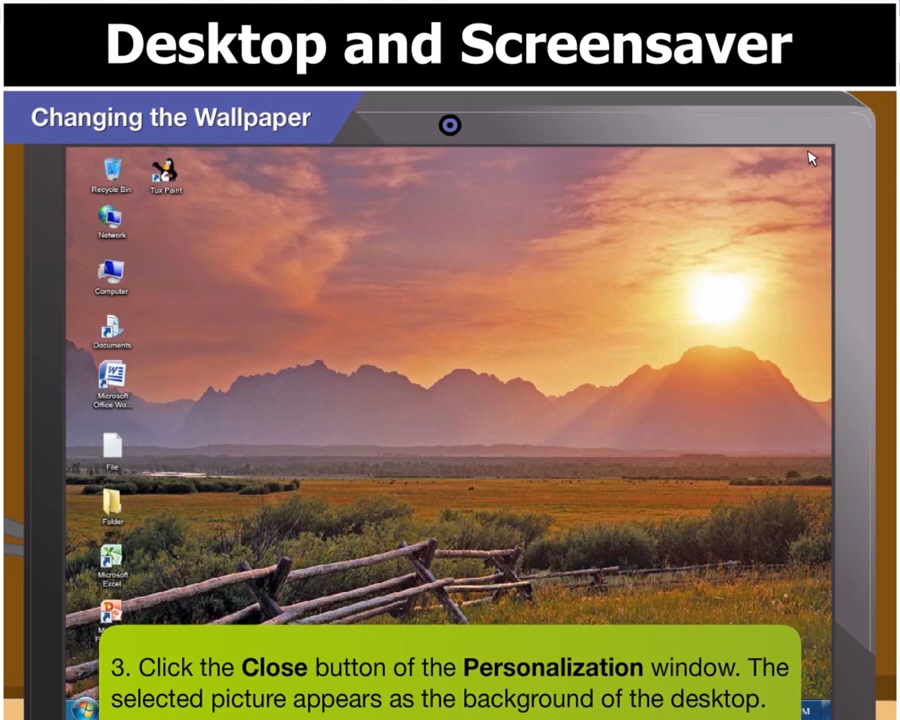 Desktop and Screensaver
Changing the Wallpaper
Recycle Bin
Tux Paint
Network
Computer
Documents
Microsoft
Office Wo...
File
Folder
Microsoft
Excel
3. Click the Close button of the Personalization window. The
selected picture appears as the background of the desktop.